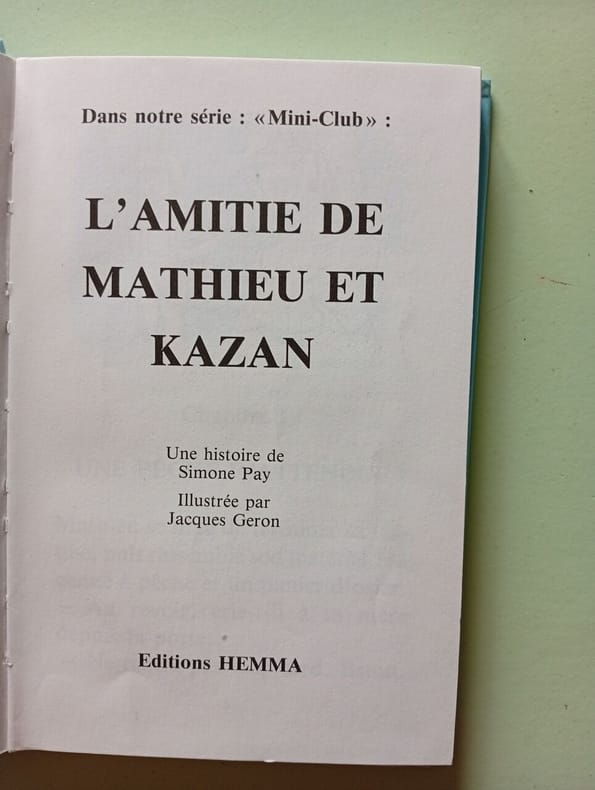 Dans notre série : «Mini-Club» :
L'AMITIE DE
MATHIEU ET
KAZAN
Une histoire de
Simone Pay
Illustrée par
Jacques Geron
Editions HEMMA